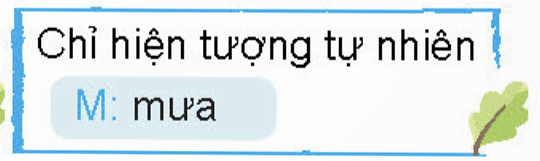 Chỉ hiện tượng tự nhiên
M: mưa